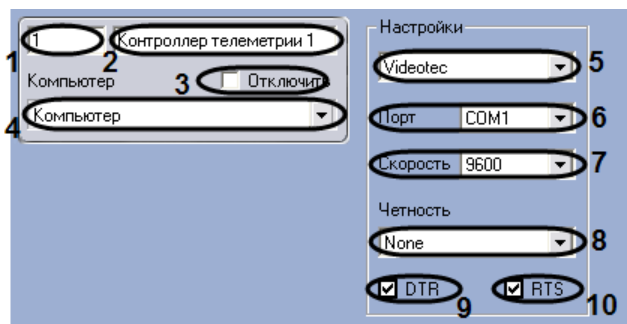 1 Контроллер телеметрии 1
1 2
Компьютер 3 Отключить
4 Компьютер
Настройки
Videotec 5
Порт COM1 6
Скорость 9600 7
Четность
None 8
DTR RTS
9 10